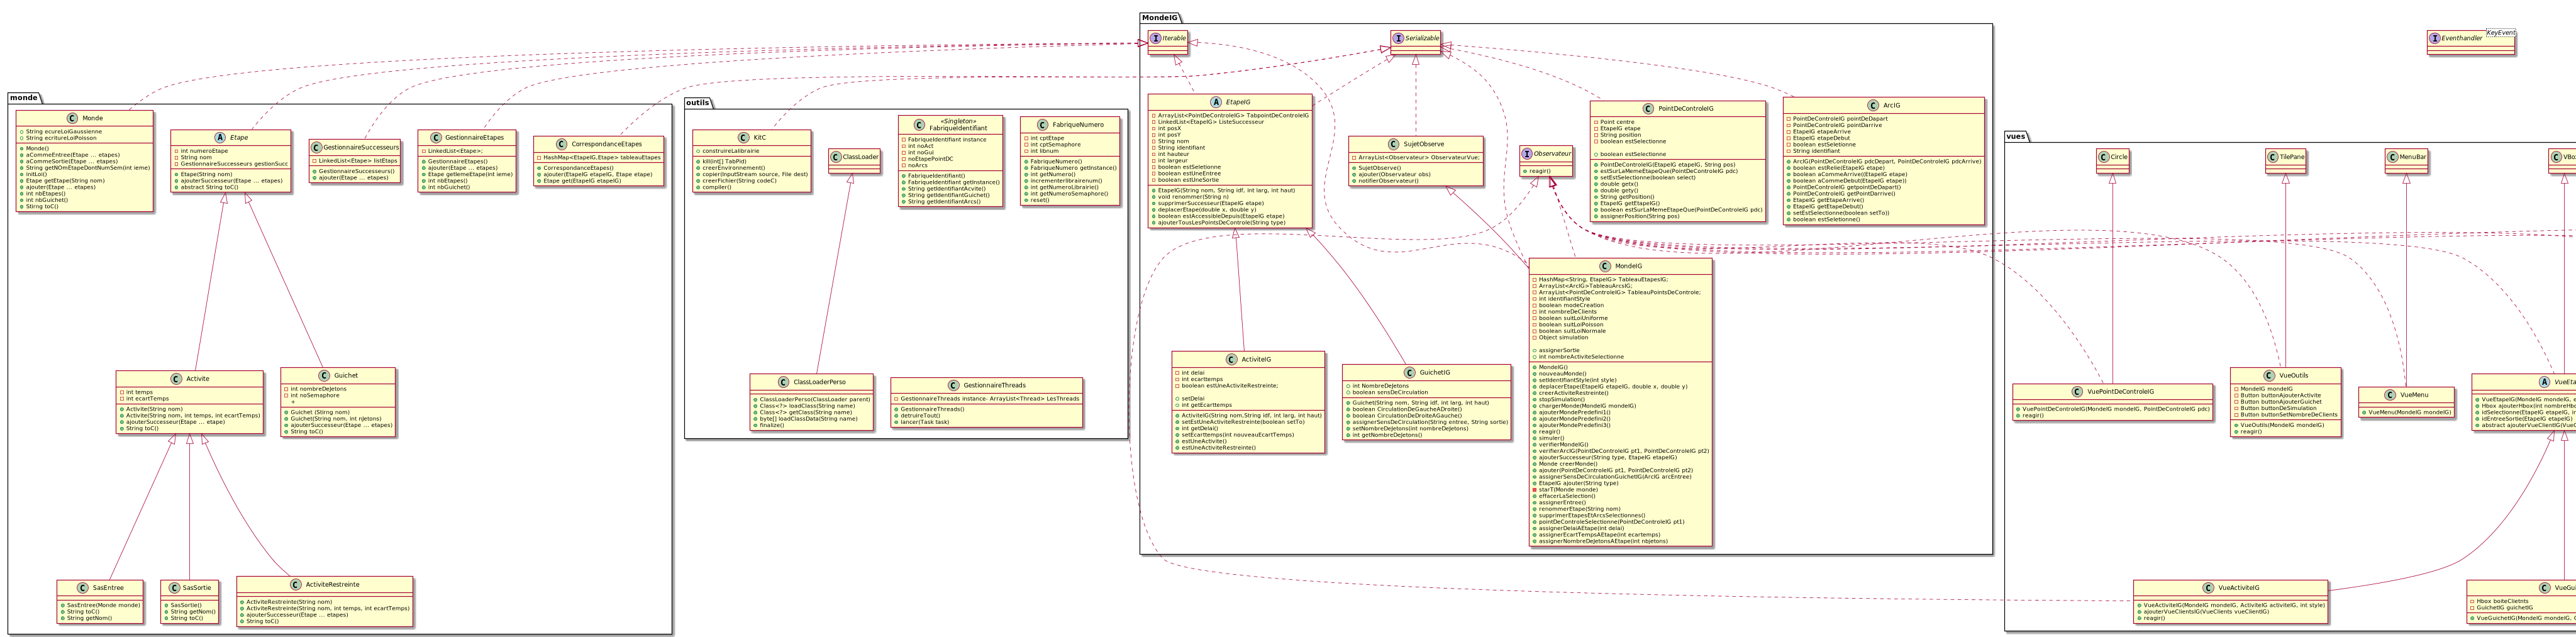 monde
C Monde
String ecureLoiGaussienne
String ecritureLoiPoisson
Monde()
aCommeEntree(Etape ... etapes)
aCommeSortie(Etape ... etapes)
String getNOmEtapeDontNumSem(int ieme)
initLoi()
Etape getEtape(String nom)
ajouter(Etape ... etapes)
int nbEtapes()
int nbGuichet()
Stirng toC()
A Etape
int numeroEtape
String nom
GestionnaireSuccesseurs gestionSucc
Etape(String nom)
ajouterSuccesseur(Etape ... etapes)
abstract String toC()
C GestionnaireSuccesseurs
LinkedList<Etape> listEtaps
GestionnaireSuccesseurs()
ajouter(Etape ... etapes)
C GestionnaireEtapes
LinkedList<Etape>;
GestionnaireEtapes()
ajouter(Etape ... etapes)
Etape getIemeEtape(int ieme)
int nbEtapes()
int nbGuichet()
C CorrespondanceEtapes
HashMap<EtapeIG,Etape> tableauEtapes
CorrespondanceEtapes()
ajouter(EtapeIG etapeIG, Etape etape)
Etape get(EtapeIG etapeIG)
C Activite
int temps
int ecartTemps
Activite(String nom)
Activite(String nom, int temps, int ecartTemps)
ajouterSuccesseur(Etape ... etape)
String toC()
C Guichet
int nombreDeJetons
int noSemaphore
+
Guichet (String nom)
Guichet(String nom, int nJetons)
ajouterSuccesseur(Etape ... etapes)
String toC()
C SasEntree
SasEntree(Monde monde)
String toC()
String getNom()
C SasSortie
SasSortie()
String getNom()
String toC()
C ActiviteRestreinte
ActiviteRestreinte(String nom)
ActiviteRestreinte(String nom, int temps, int ecartTemps)
ajouterSuccesseur(Etape ... etapes)
String toC()
outils
C KitC
construireLalibrairie
kill(int[] TabPid)
creerEnvironnement()
copier(InputStream source, File dest)
creerFichier(String codeC)
compiler()
C ClassLoader
C «Singleton»
FabriqueIdentifiant
FabriqueIdentifiant instance
int noAct
int noGui
noEtapePointDC
noArcs
FabriqueIdentifiant()
FabriqueIdentifiant getInstance()
String getIdentifiantAcvite()
String getIdentifiantGuichet()
String getIdentifiantArcs()
C FabriqueNumero
int cptEtape
int cptSemaphore
int libnum
FabriqueNumero()
FabriqueNumero getInstance()
int getNumero()
incrementerlibrairenum()
int getNumeroLibrairie()
int getNumeroSemaphore()
reset()
C ClassLoaderPerso
ClassLoaderPerso(ClassLoader parent)
Class<?> loadClass(String name)
Class<?> getClass(String name)
byte[] loadClassData(String name)
finalize()
C GestionnaireThreads
GestionnaireThreads instance- ArrayList<Thread> LesThreads
GestionnaireThreads()
detruireTout()
lancer(Task task)
MondeIG
I Iterable
I Serializable
A EtapeIG
ArrayList<PointDeControleIG> TabpointDeControleIG
LinkedList<EtapeIG> ListeSuccesseur
int posX
int posY
String nom
String identifiant
int hauteur
int largeur
boolean estSeletionne
boolean estUneEntree
boolean estUneSortie
EtapeIG(String nom, String idf, int larg, int haut)
void renommer(String n)
supprimerSuccesseur(EtapeIG etape)
deplacerEtape(double x, double y)
boolean estAccessibleDepuis(EtapeIG etape)
ajouterTousLesPointsDeControle(String type)
C SujetObserve
ArrayList<Observateur> ObservateurVue;
SujetObserve()
ajouter(Observateur obs)
notifierObservateur()
I Observateur
reagir()
C PointDeControleIG
Point centre
EtapeIG etape
String position
boolean estSelectionne
boolean estSelectionne
PointDeControleIG(EtapeIG etapeIG, String pos)
estSurLaMemeEtapeQue(PointDeControleIG pdc)
setEstSelectionne(boolean select)
double getx()
double gety()
String getPosition()
EtapeIG getEtapeIG()
boolean estSurLaMemeEtapeQue(PointDeControleIG pdc)
assignerPosition(String pos)
C ArcIG
PointDeControleIG pointDeDepart
PointDeControleIG pointDarrive
EtapeIG etapeArrive
EtapeIG etapeDebut
boolean estSeletionne
String identifiant
ArcIG(PointDeControleIG pdcDepart, PointDeControleIG pdcArrive)
boolean estRelier(EtapeIG etape)
boolean aCommeArrive((EtapeIG etape)
boolean aCommeDebut(EtapeIG etape))
PointDeControleIG getpointDeDepart()
PointDeControleIG getPointDarrive()
EtapeIG getEtapeArrive()
EtapeIG getEtapeDebut()
setEstSelectionne(boolean setTo))
boolean estSeletione()
C MondeIG
HashMap<String, EtapeIG> TableauEtapesIG;
ArrayList<ArcIG>TableauArcsIG;
ArrayList<PointDeControleIG> TableauPointsDeControle;
int identifiantStyle
boolean modeCreation
int nombreDeClients
boolean suitLoiUniforme
boolean suitLoiPoisson
boolean suitLoiNormale
Object simulation
assignerSortie
int nombreActiviteSelectionne
MondeIG()
nouveauMonde()
setIdentifiantStyle(int style)
deplacerEtape(EtapeIG etapeIG, double x, double y)
creerActiviteRestreinte()
stopSimulation()
chargerMonde(MondeIG mondeIG)
ajouterMondePredefini1()
ajouterMondePredefini2()
ajouterMondePredefini3()
reagir()
simuler()
verifierMondeIG()
verifierArcIG(PointDeControleIG pt1, PointDeControleIG pt2)
ajouterSuccesseur(String type, EtapeIG etapeIG)
Monde creerMonde()
ajouter(PointDeControleIG pt1, PointDeControleIG pt2)
assignerSensDeCirculationGuichetIG(ArcIG arcEntree)
EtapeIG ajouter(String type)
starT(Monde monde)
effacerLaSelection()
assignerEntree()
renommerEtape(String nom)
supprimerEtapesEtArcsSelectionnes()
pointDeControleSelectionne(PointDeControleIG pt1)
assignerDelaiAEtape(int delai)
assignerEcartTempsAEtape(int ecartemps)
assignerNombreDeJetonsAEtape(int nbjetons)
C ActiviteIG
int delai
int ecarttemps
boolean estUneActiviteRestreinte;
setDelai
int getEcarttemps
ActiviteIG(String nom,String idf, int larg, int haut)
setEstUneActiviteRestreinte(boolean setTo)
int getDelai()
setEcarttemps(int nouveauEcartTemps)
estUneActivite()
estUneActiviteRestreinte()
C GuichetIG
int NombreDeJetons
boolean sensDeCirculation
Guichet(String nom, String idf, int larg, int haut)
boolean CirculationDeGaucheADroite()
boolean CirculationDeDroiteAGauche()
assignerSensDeCirculation(String entree, String sortie)
setNombreDeJetons(int nombreDeJetons)
int getNombreDeJetons()
I Eventhandler KeyEvent
vues
C Circle
C TilePane
C MenuBar
C VBo
C VuePointDeControleIG
VuePointDeControleIG(MondeIG mondeIG, PointDeControleIG pdc)
reagir()
C VueOutils
MondeIG mondeIG
Button buttonAjouterActivite
Button buttonAjouterGuichet
Button buttonDeSimulation
Button buttonSetNombreDeClients
VueOutils(MondeIG mondeIG)
reagir()
C VueMenu
VueMenu(MondeIG mondeIG)
A VueEta
VueEtapeIG(MondeIG mondeIG, e
Hbox ajouterHbox(int nombreHb
idSelectionne(EtapeIG etapeIG, in
idEntreeSortie(EtapeIG etapeIG)
abstract ajouterVueClientIG(VueC
C VueActiviteIG
VueActiviteIG(MondeIG mondeIG, ActiviteIG activiteIG, int style)
ajouterVueClientsIG(VueClients vueClientIG)
reagir()
C VueGu
Hbox boiteClietnts
GuichetIG guichetIG
VueGuichetIG(MondeIG mondeIG,